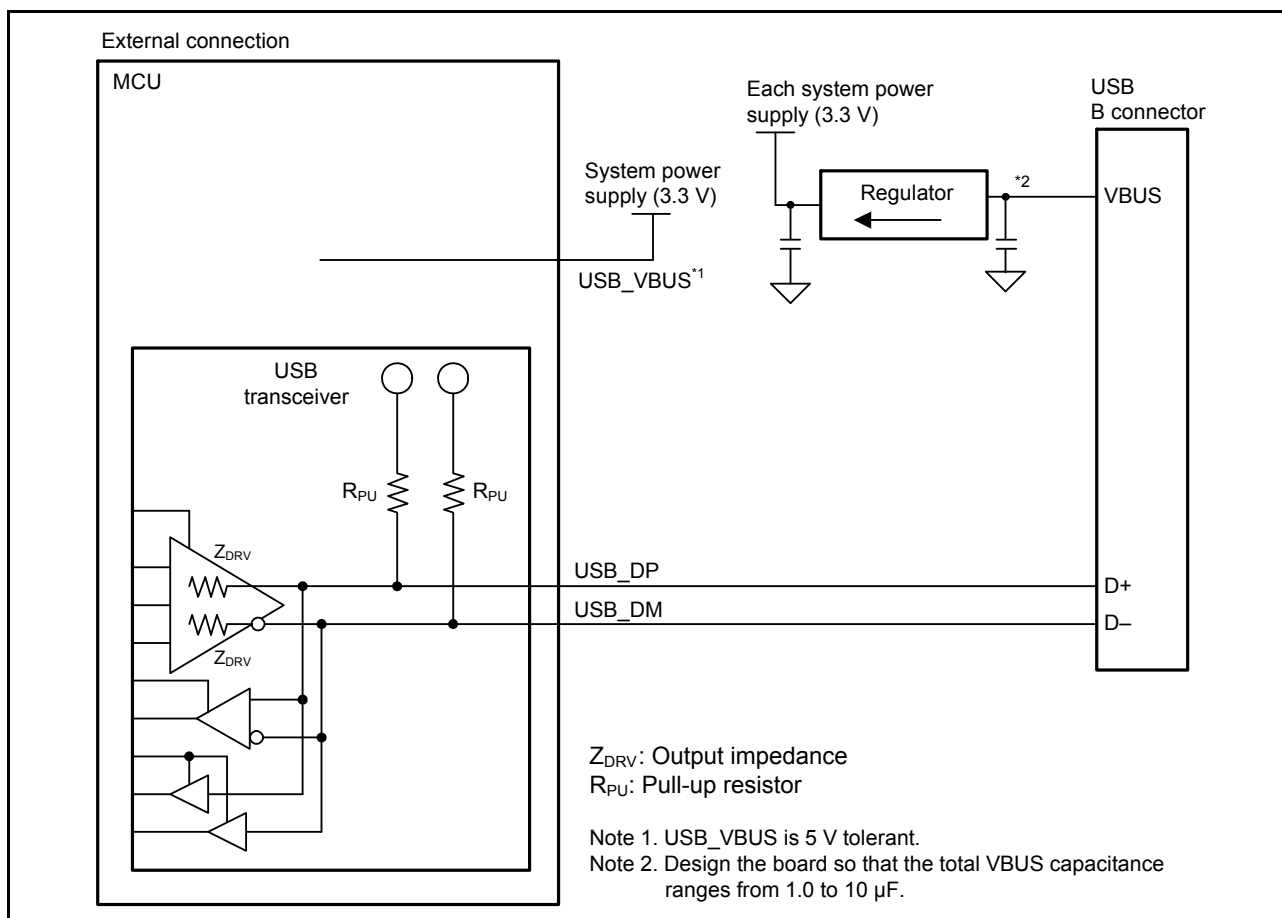 External connection
MCU
Each system power
supply (3.3 V)
USB
B connector
System power
supply (3.3 V)
Regulator
*2
VBUS
USB_VBUS*1
USB
transceiver
RPU
RPU
ZDRV
USB_DP
D+
USB_DM
D–
ZDRV
ZDRV: Output impedance
RPU: Pull-up resistor
Note 1. USB_VBUS is 5 V tolerant.
Note 2. Design the board so that the total VBUS capacitance
ranges from 1.0 to 10 µF.